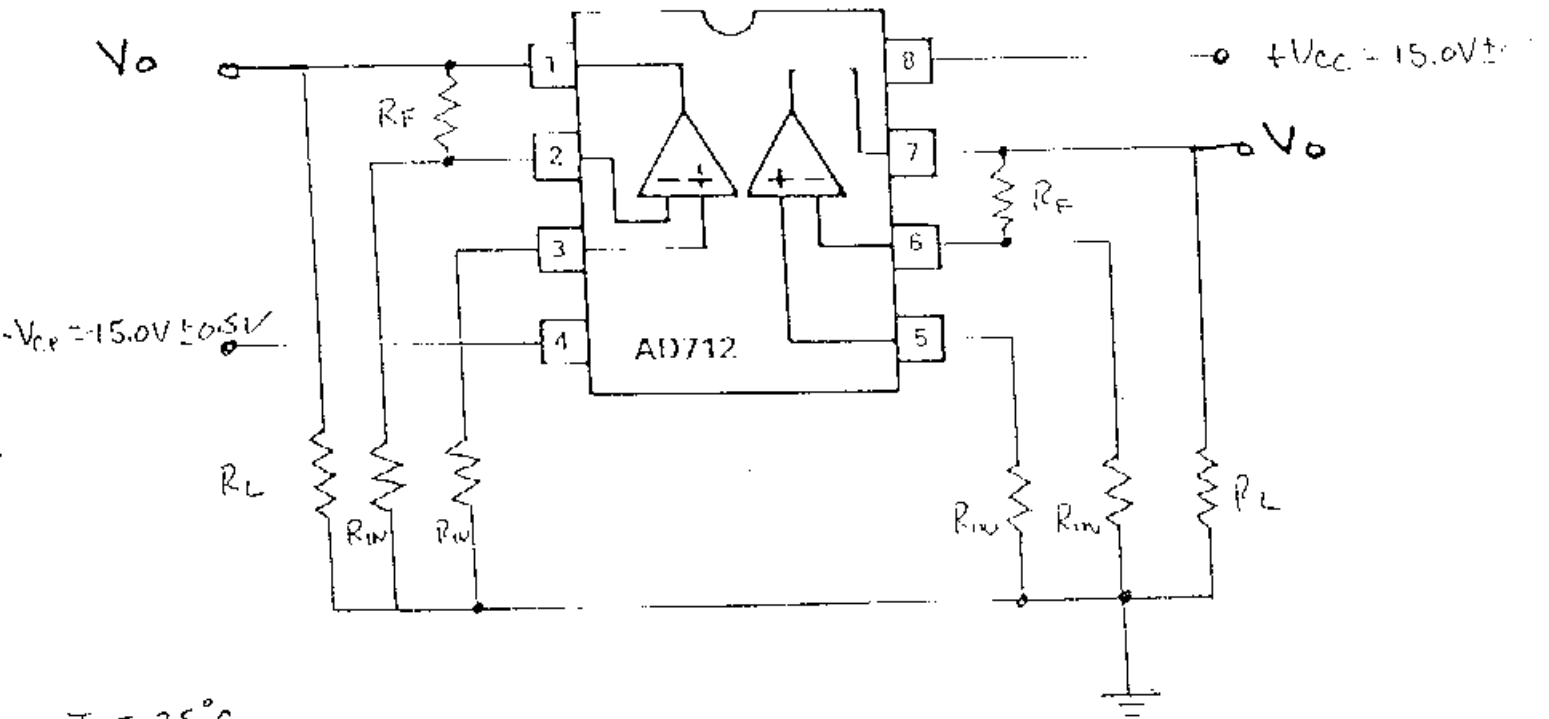 Vo
1
8
+Vcc = 15.0V±
RF
2
7
Vo
- +
+ -
RF
3
6
-Vcc = -15.0V ±0.5V
4
AD712
5
RL
RIN
RIN
RIN
RIN
RL
= 25°C